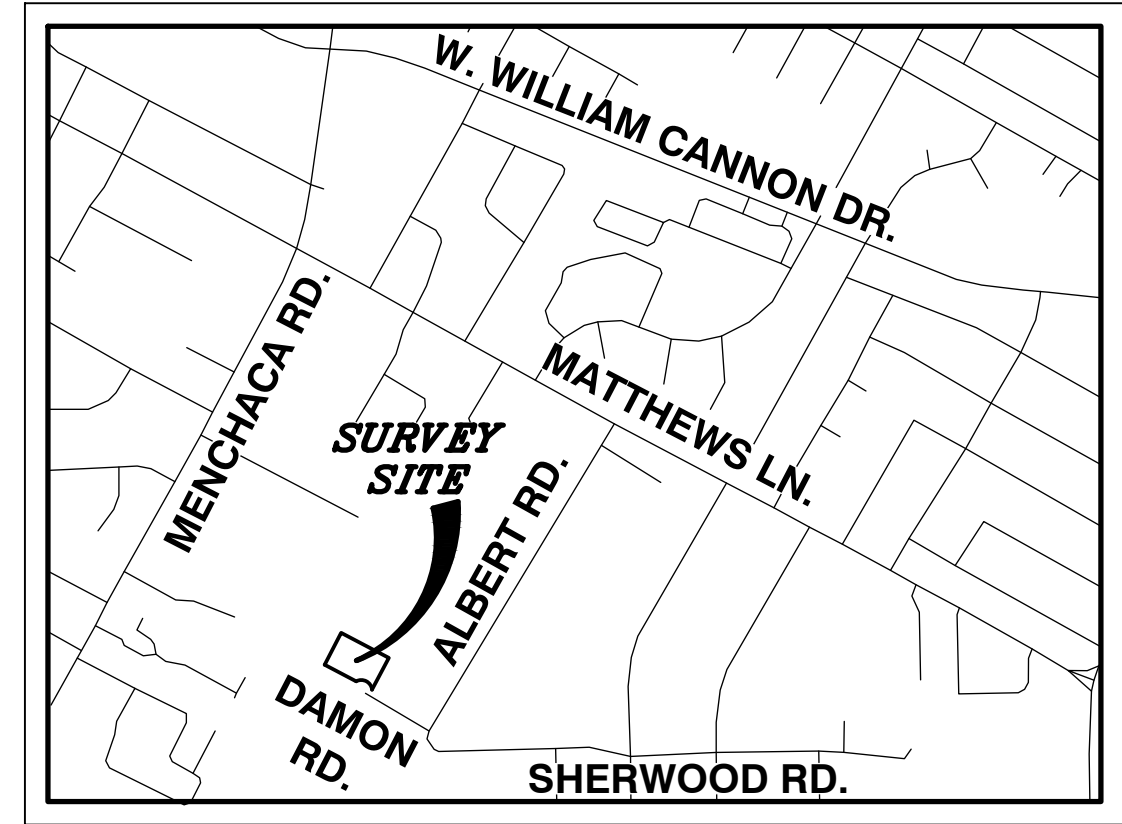 W. WILLIAM CANNON DR.
MENCHACA RD.
MATTHEWS LN.
SURVEY
SITE
ALBERT RD.
DAMON
RD.
SHERWOOD RD.